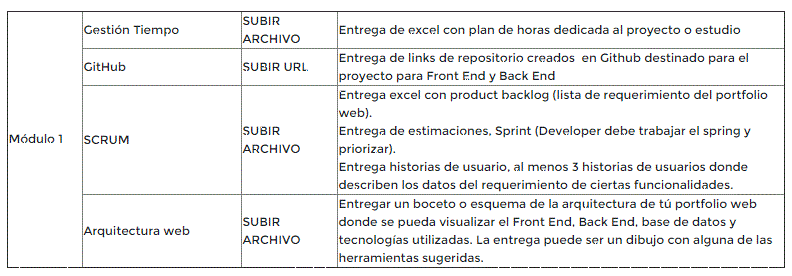 Módulo 1
Gestión Tiempo
SUBIR
ARCHIVO
Entrega de excel con plan de horas dedicada al proyecto o estudio
GitHub
SUBIR URL
Entrega de links de repositorio creados en Github destinado para el
proyecto para Front End y Back End
SCRUM
SUBIR
ARCHIVO
Entrega excel con product backlog (lista de requerimiento del portfolio
web).
Entrega de estimaciones, Sprint (Developer debe trabajar el spring y
priorizar).
Entrega historias de usuario, al menos 3 historias de usuarios donde
describen los datos del requerimiento de ciertas funcionalidades.
Arquitectura web
SUBIR
ARCHIVO
Entregar un boceto o esquema de la arquitectura de tú portfolio web
donde se pueda visualizar el Front End, Back End, base de datos y
tecnologías utilizadas. La entrega puede ser un dibujo con alguna de las
herramientas sugeridas.